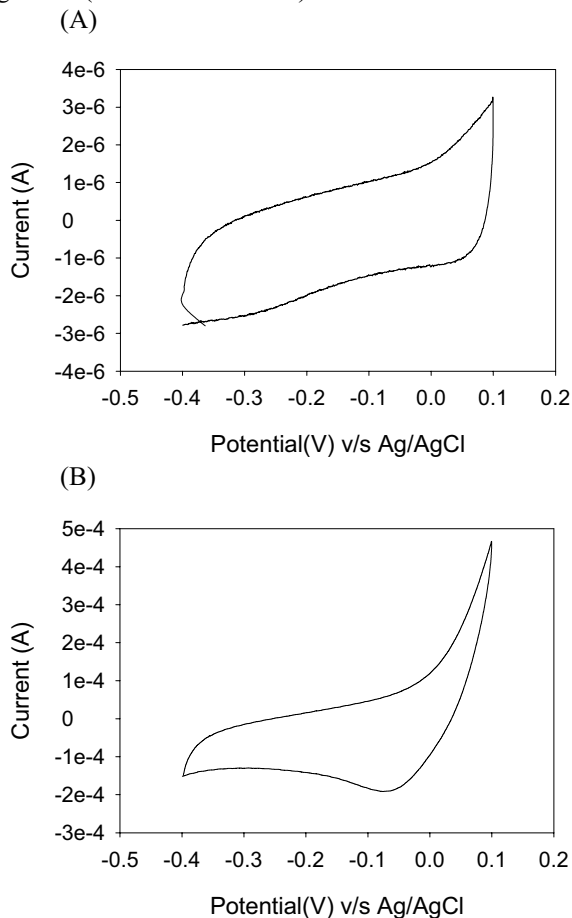 (A)
4e-6
3e-6
2e-6
1e-6
0
-1e-6
-2e-6
-3e-6
-4e-6
Current (A)
-0.5 -0.4 -0.3 -0.2 -0.1 0.0 0.1 0.2
Potential(V) v/s Ag/AgCl
(B)
5e-4
4e-4
3e-4
2e-4
1e-4
0
-1e-4
-2e-4
-3e-4
Current (A)
-0.5 -0.4 -0.3 -0.2 -0.1 0.0 0.1 0.2
Potential(V) v/s Ag/AgCl